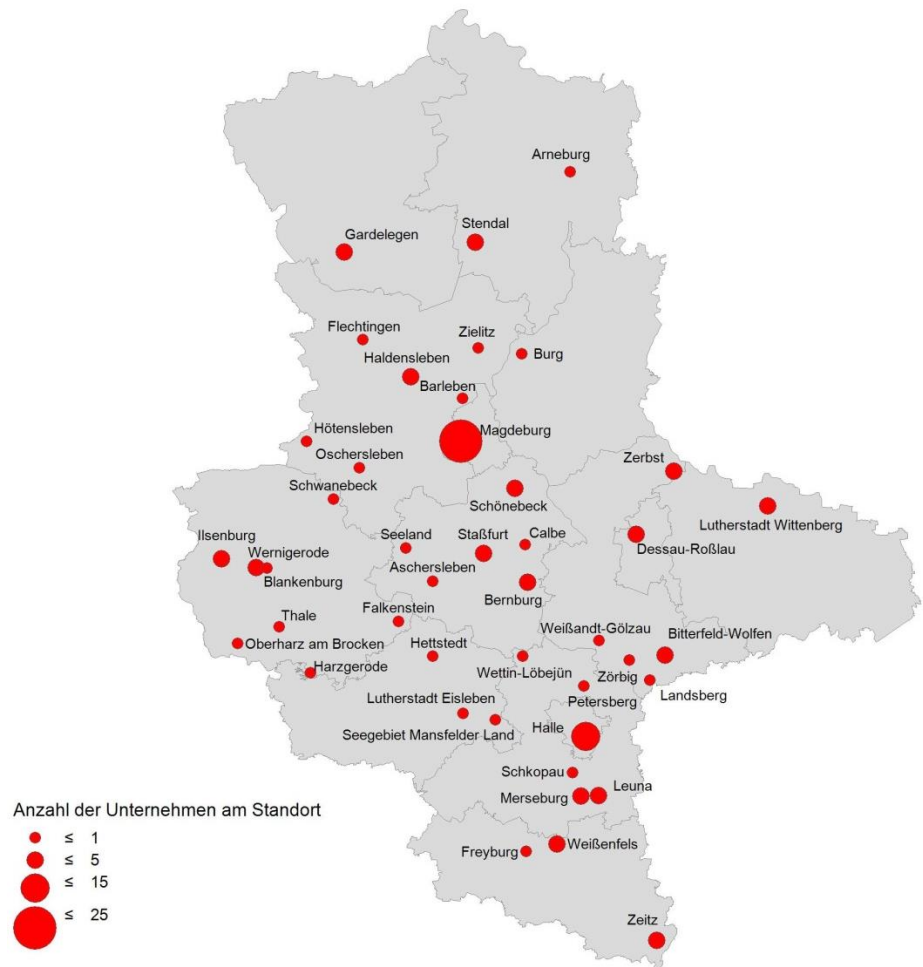 Arneburg
Stendal
Gardelegen
Flechtingen
Zielitz
Burg
Haldensleben
Barleben
Hötensleben
Magdeburg
Oschersleben
Zerbst
Schwanebeck
Schönebeck
Lutherstadt Wittenberg
Ilsenburg
Seeland
Staßfurt
Calbe
Dessau-Roßlau
Wernigerode
Aschersleben
Blankenburg
Bernburg
Thale
Falkenstein
Weißandt-Gölzau
Bitterfeld-Wolfen
Oberharz am Brocken
Hettstedt
Harzgerode
Wettin-Löbejün
Zörbig
Landsberg
Petersberg
Lutherstadt Eisleben
Halle
Seegebiet Mansfelder Land
Schkopau
Leuna
Merseburg
Weißenfels
Freyburg
Zeitz
Anzahl der Unternehmen am Standort
≤ 1
≤ 5
≤ 15
≤ 25